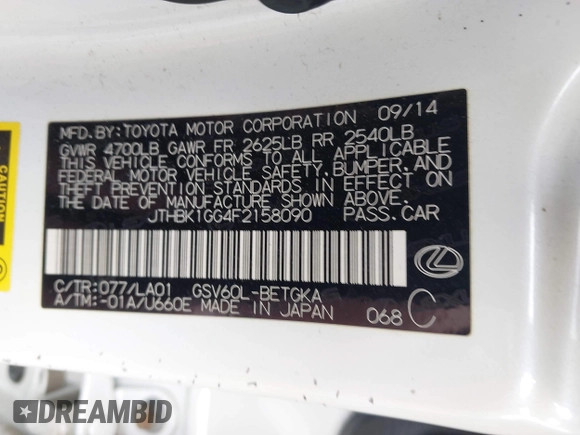 MFD.BY: TOYOTA MOTOR CORPORATION 09/14
GVWR 4700LB GAWR FR 2625LB RR 2540LB
THIS VEHICLE CONFORMS TO ALL APPLICABLE
FEDERAL MOTOR VEHICLE SAFETY, BUMPER, AND
THEFT PREVENTION STANDARDS IN EFFECT ON
THE DATE OF MANUFACTURE SHOWN ABOVE.
JTHBK1GG4F2158090 PASS.CAR
C/TR:077/LA01 GSV60L-BETGKA
A/TM:-01A/U660E MADE IN JAPAN 068 C
CAUTION
DREAMBID